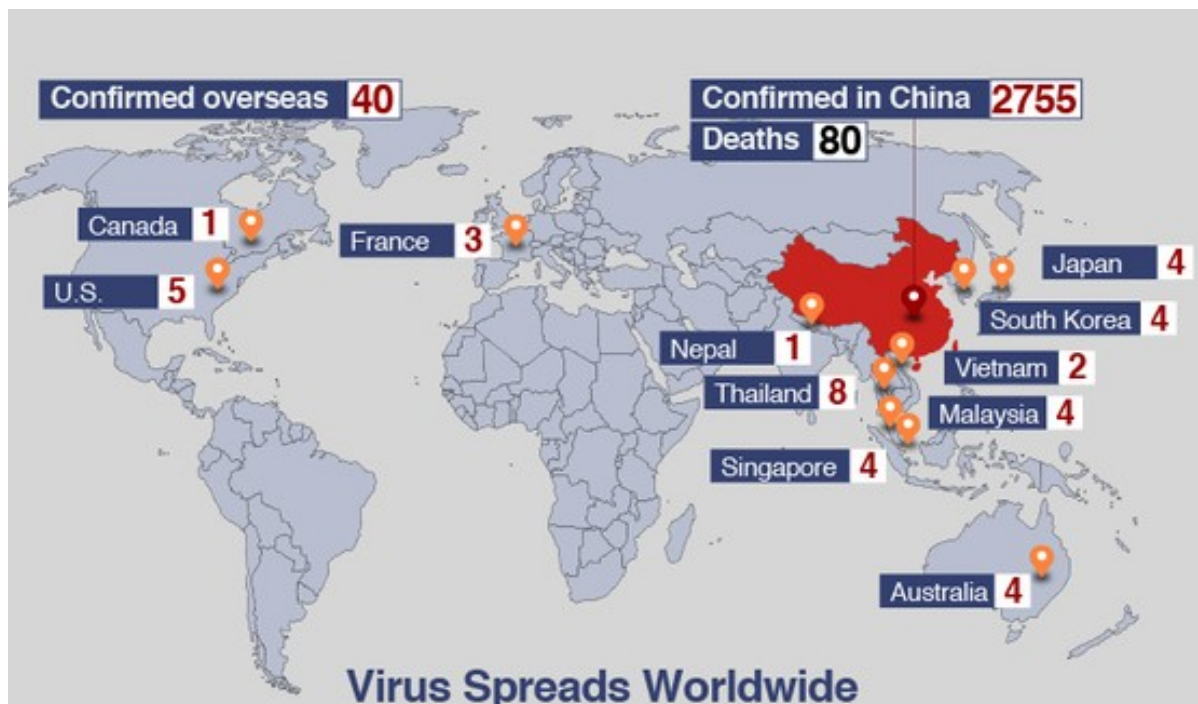 Confirmed overseas 40
Confirmed in China 2755
Deaths 80
Canada 1
France 3
U.S. 5
Japan 4
South Korea 4
Nepal 1
Vietnam 2
Thailand 8
Malaysia 4
Singapore 4
Australia 4
Virus Spreads Worldwide